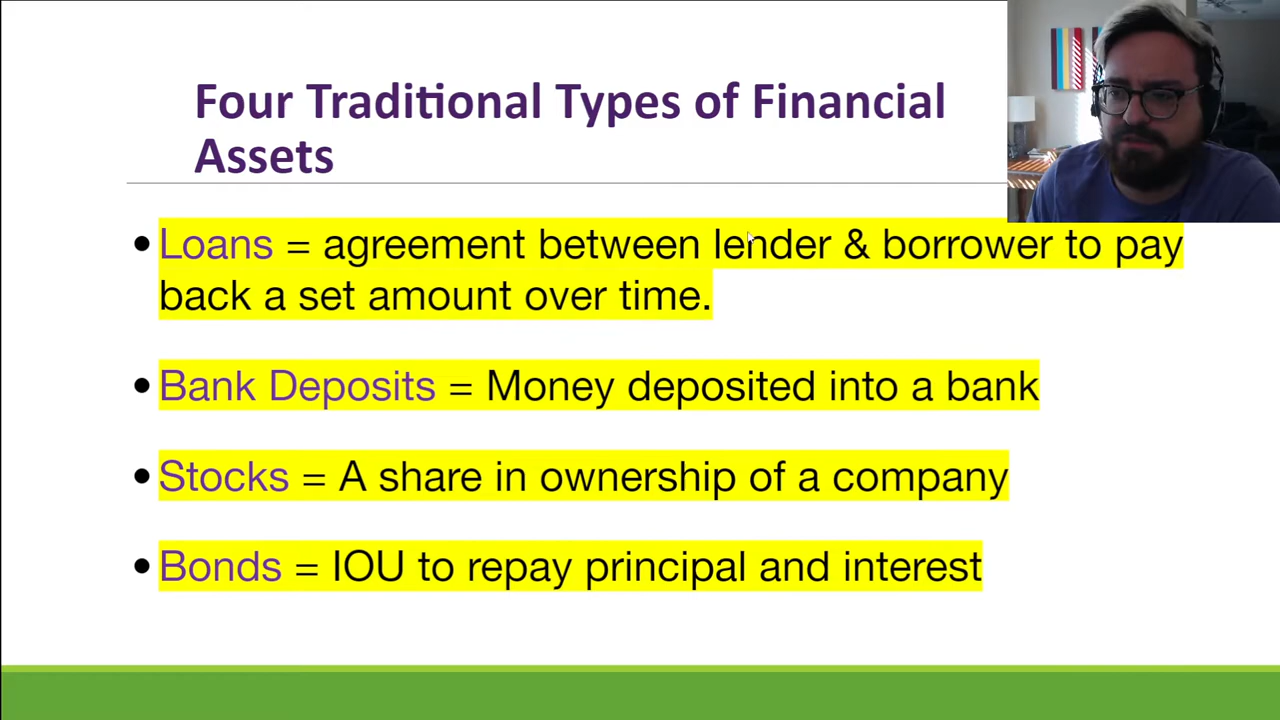 Four Traditional Types of Financial
Assets
•Loans = agreement between lender & borrower to pay
back a set amount over time.
•Bank Deposits = Money deposited into a bank
•Stocks = A share in ownership of a company
•Bonds = IOU to repay principal and interest